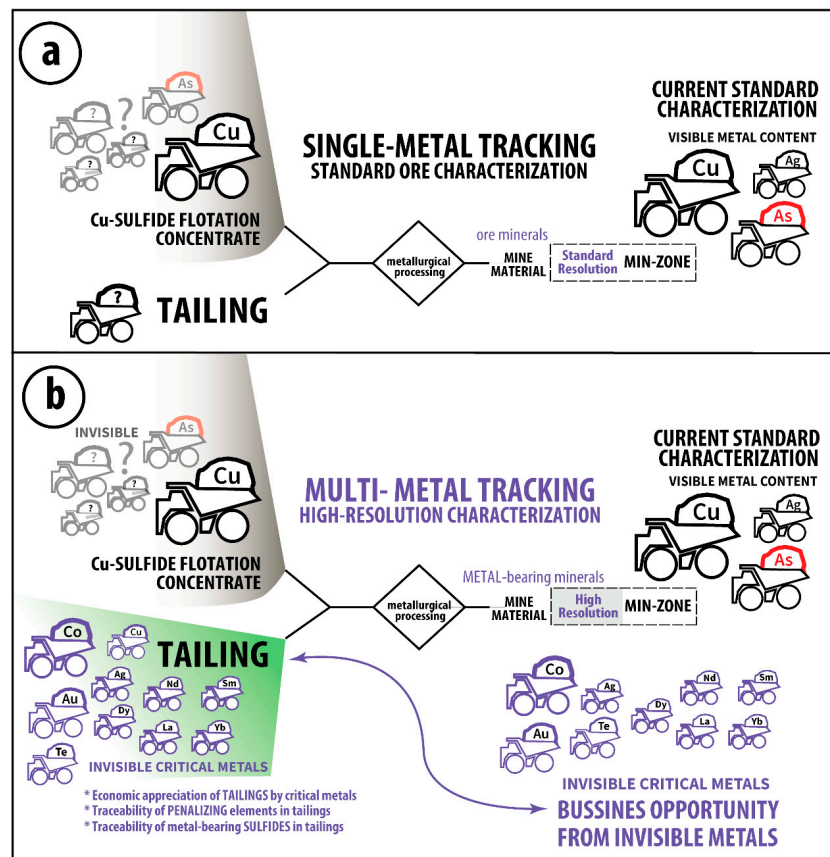 a
As
?
?
?
?
Cu
Cu-SULFIDE FLOTATION
CONCENTRATE
?
TAILING
SINGLE-METAL TRACKING
STANDARD ORE CHARACTERIZATION
metallurgical
processing
ore minerals
MINE
MATERIAL
Standard
Resolution
MIN-ZONE
CURRENT STANDARD
CHARACTERIZATION
VISIBLE METAL CONTENT
Cu
Ag
As
b
INVISIBLE
As
?
?
?
?
Cu
Cu-SULFIDE FLOTATION
CONCENTRATE
MULTI- METAL TRACKING
HIGH-RESOLUTION CHARACTERIZATION
metallurgical
processing
METAL-bearing minerals
MINE
MATERIAL
High
Resolution
MIN-ZONE
CURRENT STANDARD
CHARACTERIZATION
VISIBLE METAL CONTENT
Cu
Ag
As
TAILING
Co
Cu
Ag
Nd
Sm
Au
Dy
La
Yb
Te
INVISIBLE CRITICAL METALS
* Economic appreciation of TAILINGS by critical metals
* Traceability of PENALIZING elements in tailings
* Traceability of metal-bearing SULFIDES in tailings
Co
Ag
Nd
Sm
Dy
Au
Te
La
Yb
INVISIBLE CRITICAL METALS
BUSSINES OPPORTUNITY
FROM INVISIBLE METALS